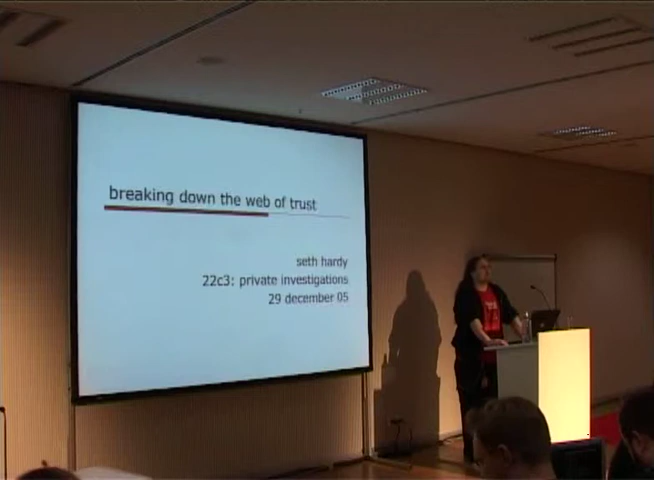 breaking down the web of trust
seth hardy
22c3: private investigations
29 december 05